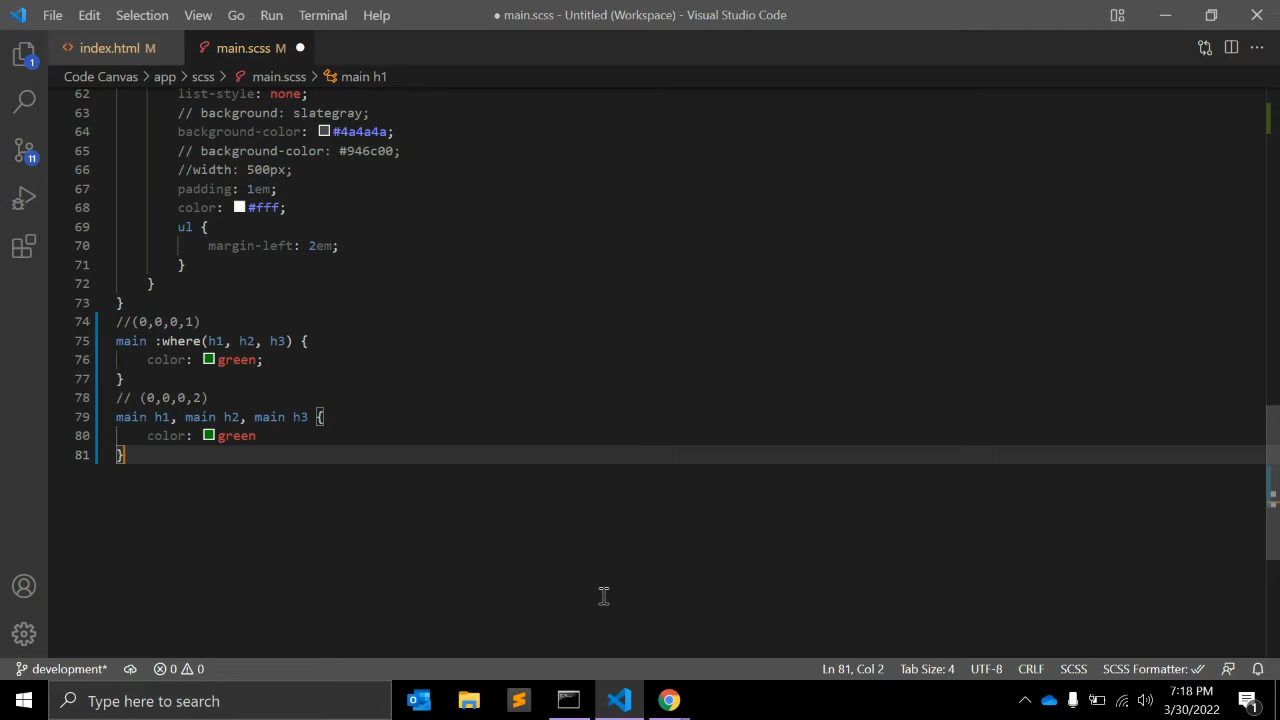 File Edit Selection View Go Run Terminal Help
● main.scss - Untitled (Workspace) - Visual Studio Code
index.html M
main.scss M
Code Canvas > app > scss > main.scss > main h1
62 list-style: none;
63 // background: slategray;
64 background-color: #4a4a4a;
65 // background-color: #946c00;
66 //width: 500px;
67 padding: 1em;
68 color: #fff;
69 ul {
70 margin-left: 2em;
71 }
72 }
73 }
74 //(0,0,0,1)
75 main :where(h1, h2, h3) {
76 color: green;
77 }
78 // (0,0,0,2)
79 main h1, main h2, main h3 {
80 color: green
81 }
1
11
development* 0 0
Ln 81, Col 2 Tab Size: 4 UTF-8 CRLF SCSS SCSS Formatter:
Type here to search
7:18 PM
3/30/2022
1